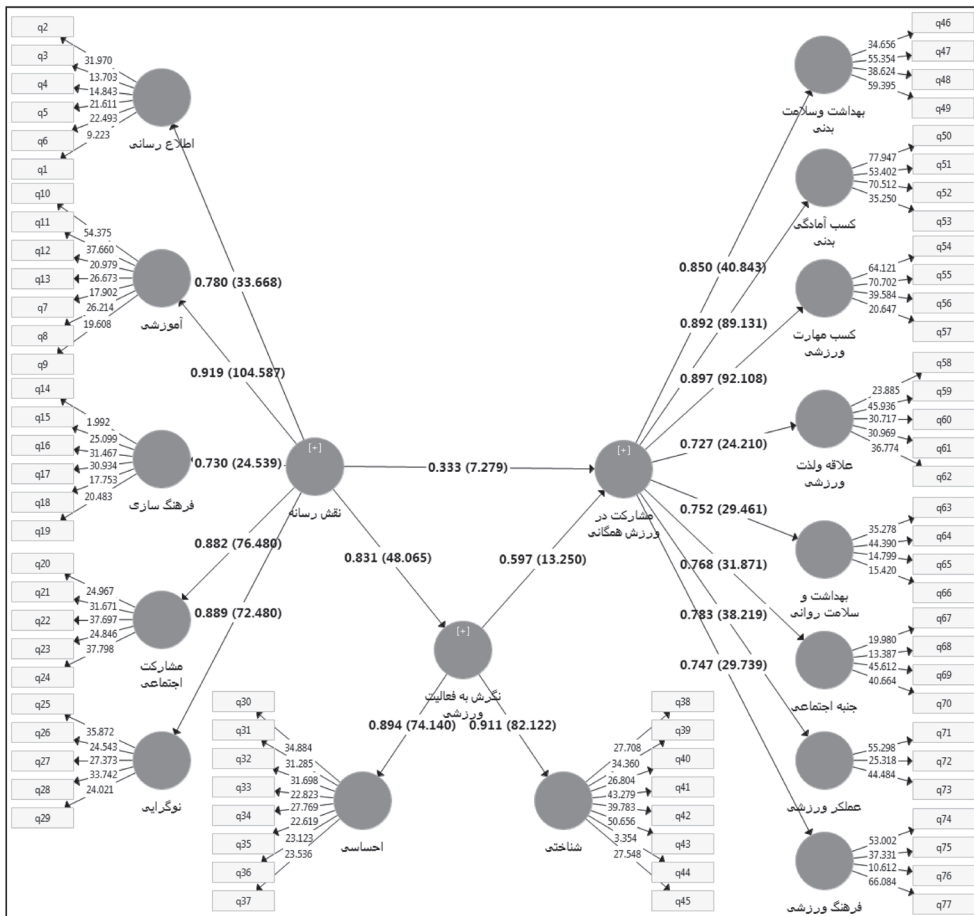 q2
q3
q4
q5
q6
q1
31.970
13.703
14.843
21.611
22.493
9.223
اطلاع رسانی
q10
q11
q12
q13
q7
q8
q9
54.375
37.660
20.979
26.673
17.902
26.214
19.608
آموزشی
q14
q15
q16
q17
q18
q19
1.992
25.099
31.467
30.934
17.753
20.483
فرهنگ سازی
q20
q21
q22
q23
q24
24.967
31.671
37.697
24.846
37.798
مشارکت
اجتماعی
q25
q26
q27
q28
q29
35.872
24.543
27.373
33.742
24.021
نوگرایی
0.780 (33.668)
0.919 (104.587)
0.730 (24.539)
0.882 (76.480)
0.889 (72.480)
[+]
نقش رسانه
0.333 (7.279)
0.831 (48.065)
0.597 (13.250)
[+]
نگرش به فعالیت
ورزشی
0.894 (74.140)
0.911 (82.122)
q30
q31
q32
q33
q34
q35
q36
q37
34.884
31.285
31.698
22.823
27.769
22.619
23.123
23.536
احساسی
q38
q39
q40
q41
q42
q43
q44
q45
27.708
34.360
26.804
43.279
39.783
50.656
3.354
27.548
شناختی
[+]
مشارکت در
ورزش همگانی
0.850 (40.843)
0.892 (89.131)
0.897 (92.108)
0.727 (24.210)
0.752 (29.461)
0.768 (31.871)
0.783 (38.219)
0.747 (29.739)
q46
q47
q48
q49
34.656
55.354
38.624
59.395
بهداشت وسلامت
بدنی
q50
q51
q52
q53
77.947
53.402
70.512
35.250
کسب آمادگی
بدنی
q54
q55
q56
q57
64.121
70.702
39.584
20.647
کسب مهارت
ورزشی
q58
q59
q60
q61
q62
23.885
45.936
30.717
30.969
36.774
علاقه ولذت
ورزشی
q63
q64
q65
q66
35.278
44.390
14.799
15.420
بهداشت و
سلامت روانی
q67
q68
q69
q70
19.980
13.387
45.612
40.664
جنبه اجتماعی
q71
q72
q73
55.298
25.318
44.484
عملکر ورزشی
q74
q75
q76
q77
53.002
37.331
10.612
66.084
فرهنگ ورزشی